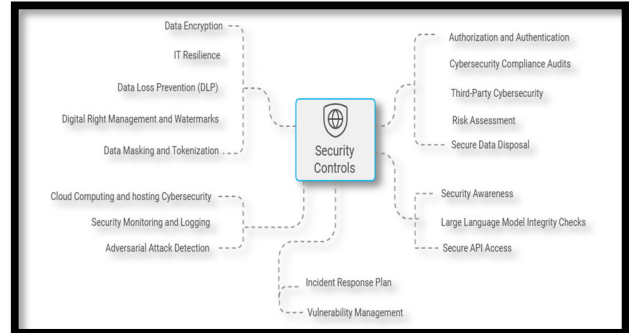 Data Encryption
IT Resilience
Data Loss Prevention (DLP)
Digital Right Management and Watermarks
Data Masking and Tokenization
Cloud Computing and hosting Cybersecurity
Security Monitoring and Logging
Adversarial Attack Detection
Security
Controls
Incident Response Plan
Vulnerability Management
Authorization and Authentication
Cybersecurity Compliance Audits
Third-Party Cybersecurity
Risk Assessment
Secure Data Disposal
Security Awareness
Large Language Model Integrity Checks
Secure API Access